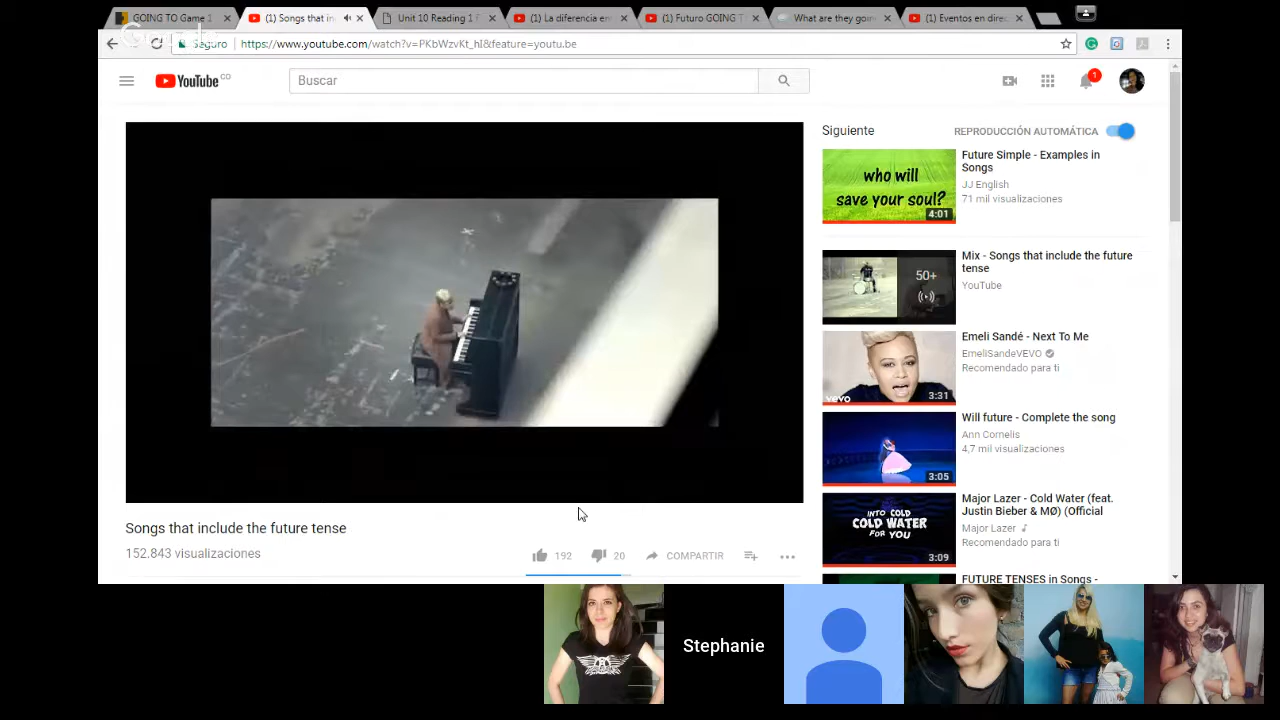 GOING TO Game 1
(1) Songs that in
Unit 10 Reading 1 F
(1) La diferencia en
(1) Futuro GOING T
What are they gon
(1) Eventos en direc
https://www.youtube.com/watch?v=PKbWzvKt_hI&feature=youtu.be
YouTube CO
Buscar
1
Siguiente
REPRODUCCIÓN AUTOMÁTICA
who will
save your soul?
4:01
Future Simple - Examples in
Songs
JJ English
71 mil visualizaciones
50+
Mix - Songs that include the future
tense
YouTube
vevo
3:31
Emeli Sandé - Next To Me
EmeliSandeVEVO
Recomendado para ti
3:05
Will future - Complete the song
Ann Cornelis
4,7 mil visualizaciones
INTO COLD
COLD WATER
FOR YOU
3:09
Major Lazer - Cold Water (feat.
Justin Bieber & MØ) (Official
Major Lazer
Recomendado para ti
FUTURE TENSES in Songs -
Songs that include the future tense
152.843 visualizaciones
192
20
COMPARTIR
Stephanie